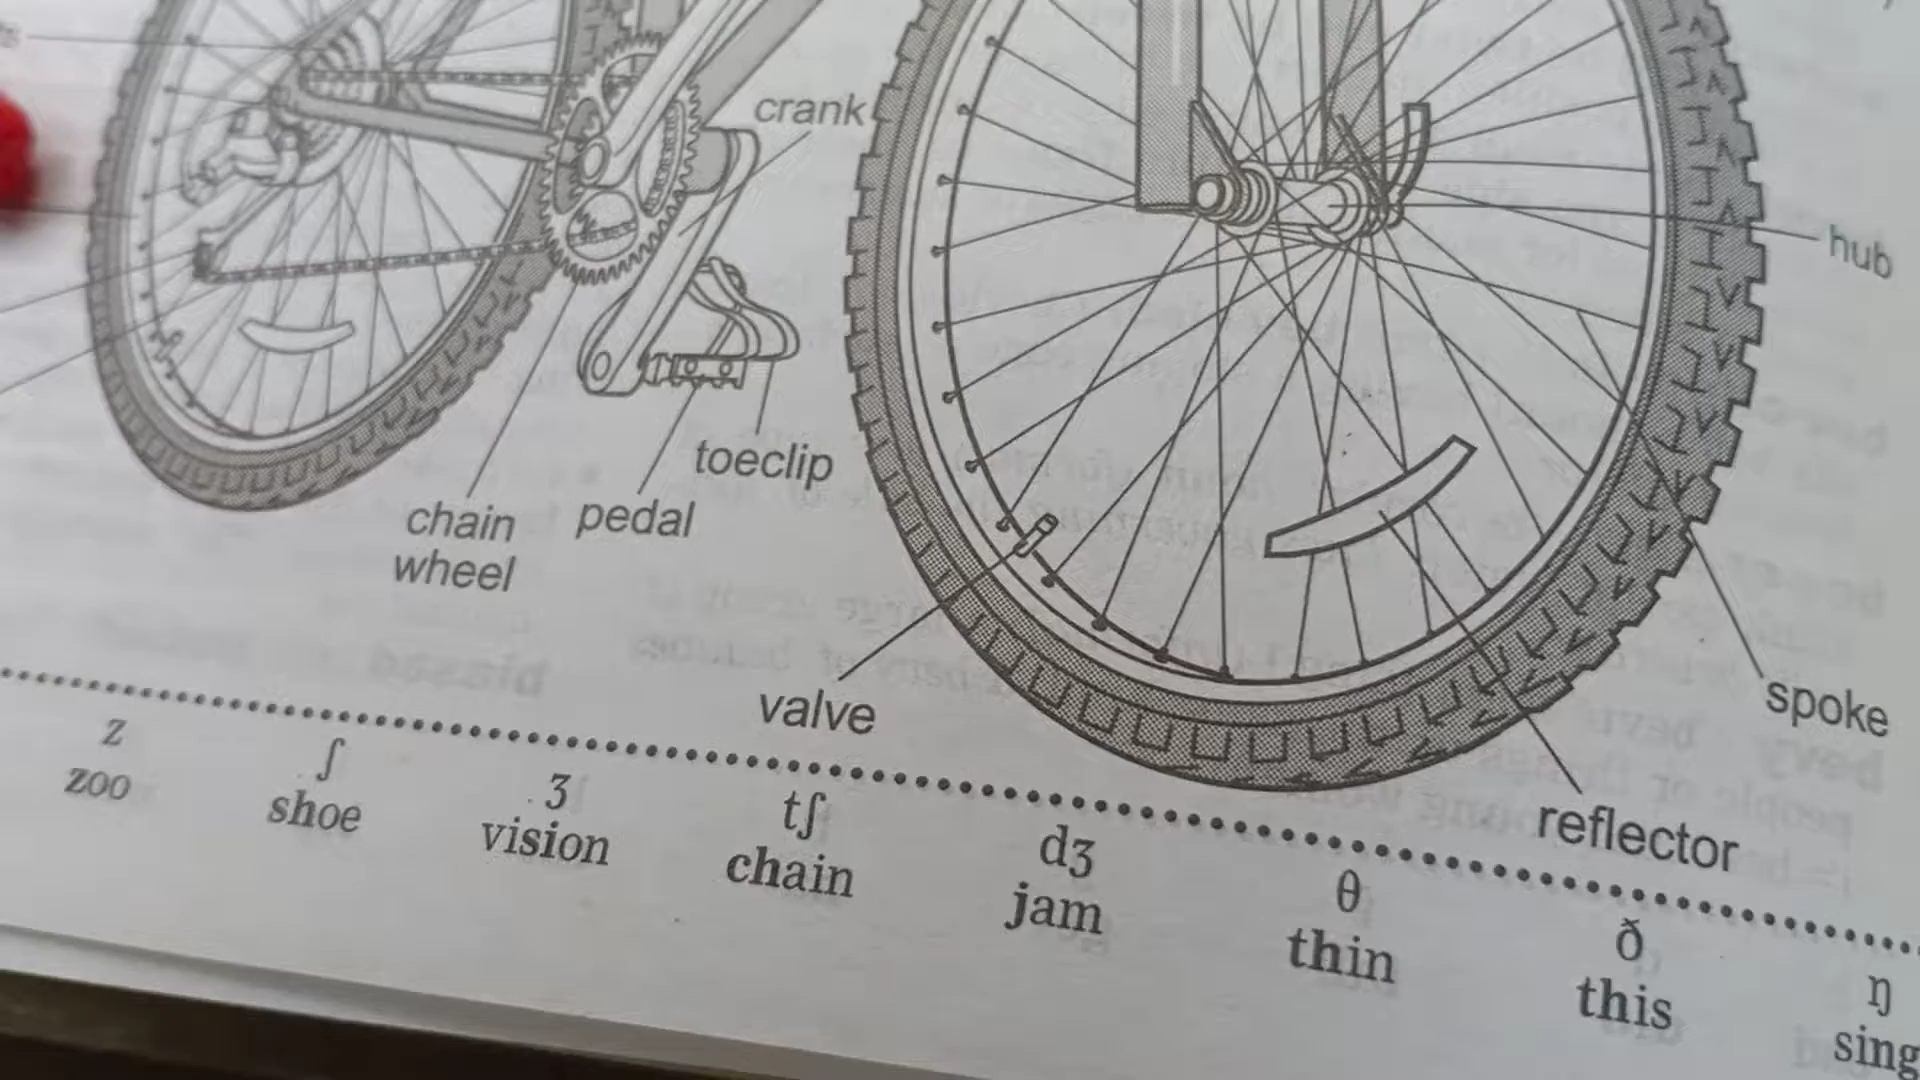 crank
hub
toeclip
chain
wheel
pedal
valve
spoke
reflector
z ʃ ʒ tʃ dʒ θ ð ŋ
zoo shoe vision chain jam thin this sing